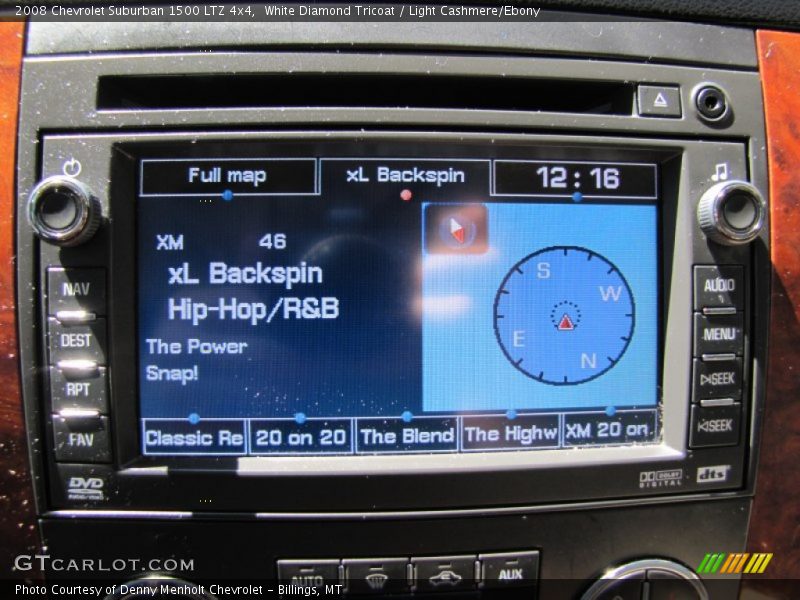 2008 Chevrolet Suburban 1500 LTZ 4x4,  White Diamond Tricoat / Light Cashmere/Ebony
Full map
xL Backspin
12:16
XM 46
xL Backspin
Hip-Hop/R&B
The Power
Snap!
S
W
E
N
NAV
DEST
RPT
FAV
AUDIO
MENU
SEEK
SEEK
Classic Re
20 on 20
The Blend
The Highw
XM 20 on
DVD
AUDIO/VIDEO
DOLBY
DIGITAL
dts
AUTO
AUX
GTCARLOT.COM
Photo Courtesy of Denny Menholt Chevrolet - Billings, MT